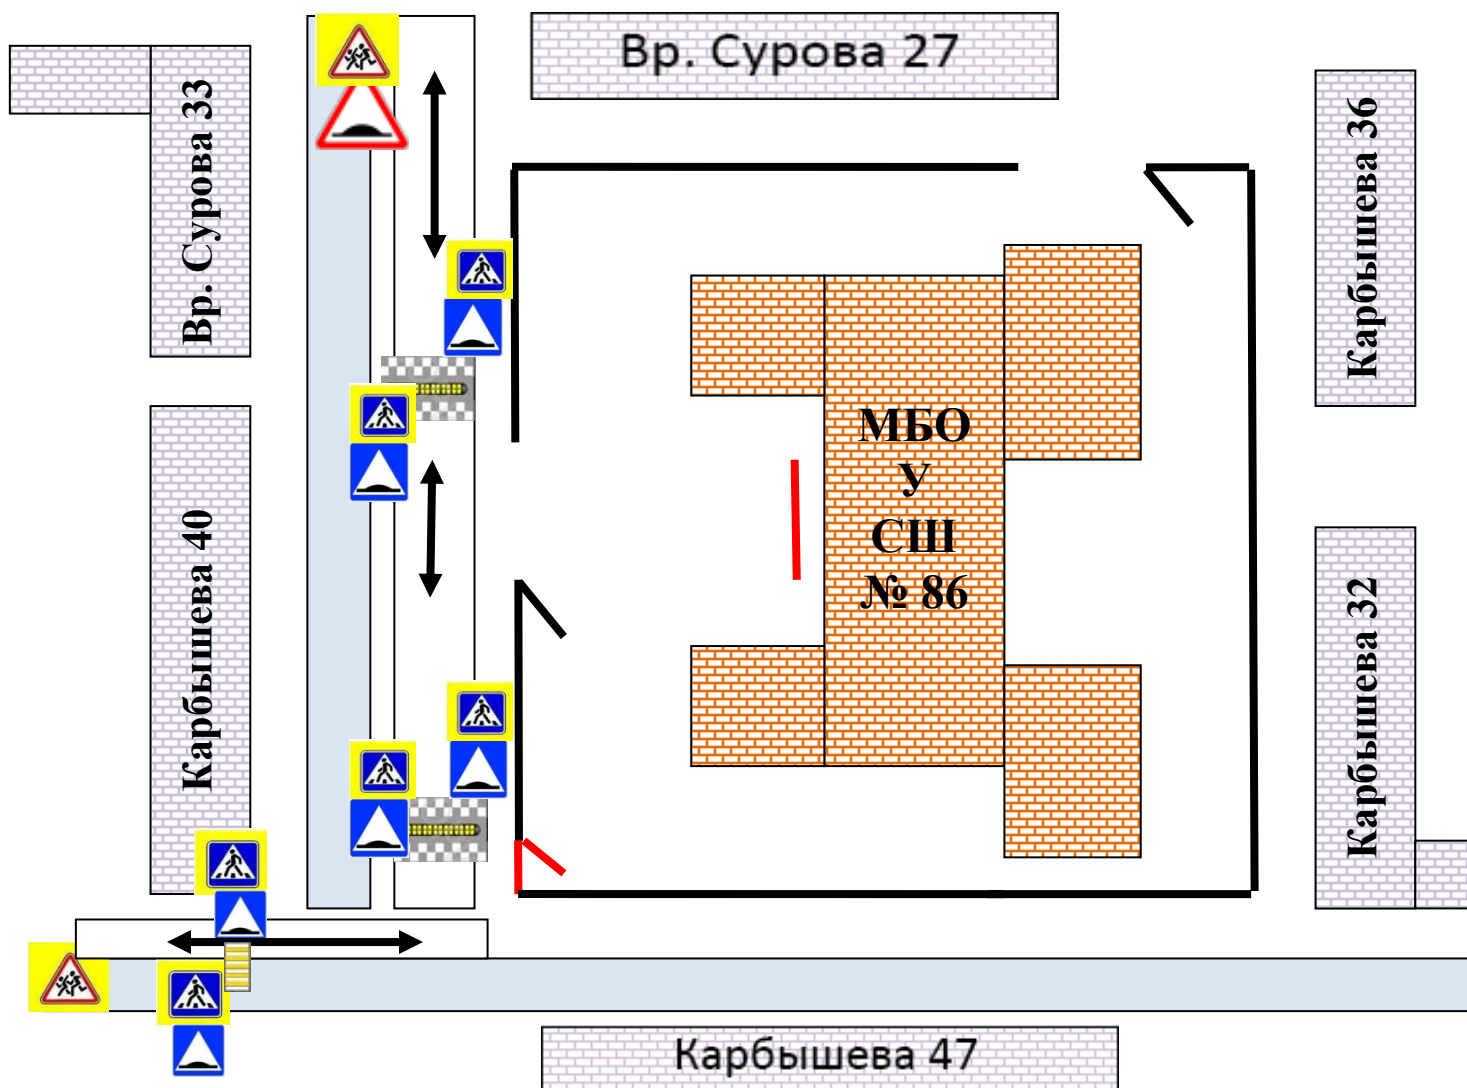 Вр. Сурова 27
Вр. Сурова 33
Карбышева 36
МБО
У
СШ
№ 86
Карбышева 40
Карбышева 32
Карбышева 47